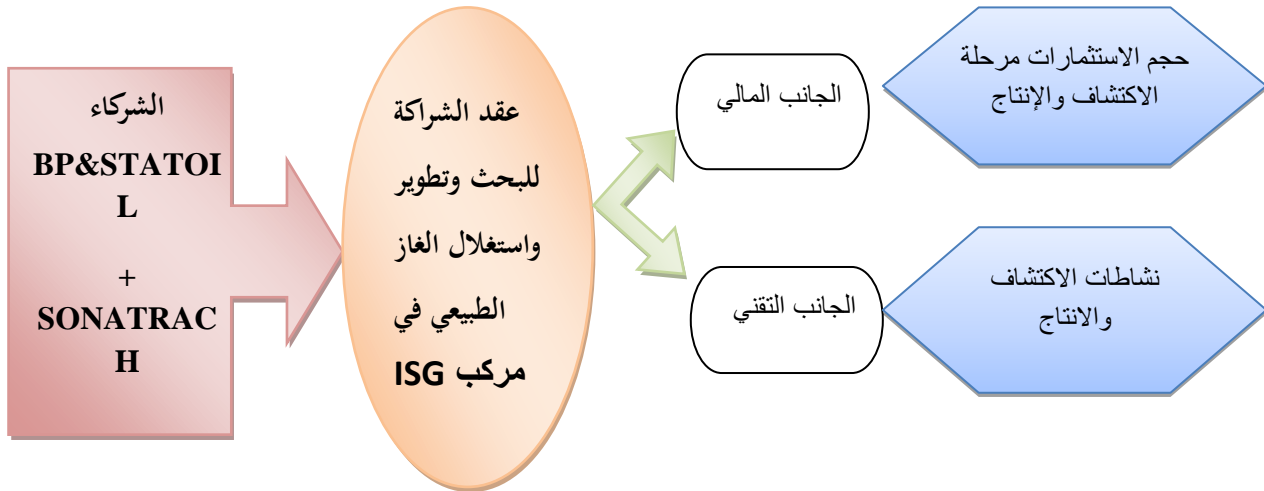 الشركاء
BP&STATOI
L
+
SONATRAC
H
عقد الشراكة
للبحث وتطوير
واستغلال الغاز
الطبيعي في
مركب ISG
الجانب المالي
حجم الاستثمارات مرحلة
الاكتشاف والإنتاج
الجانب التقني
نشاطات الاكتشاف
والانتاج